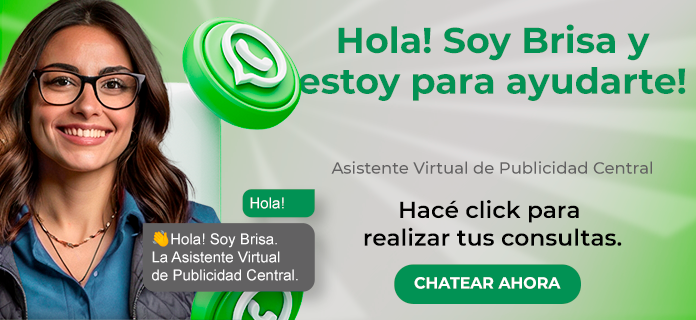 Hola! Soy Brisa y
estoy para ayudarte!
Asistente Virtual de Publicidad Central
Hola!
👋Hola! Soy Brisa.
La Asistente Virtual
de Publicidad Central.
Hacé click para
realizar tus consultas.
CHATEAR AHORA